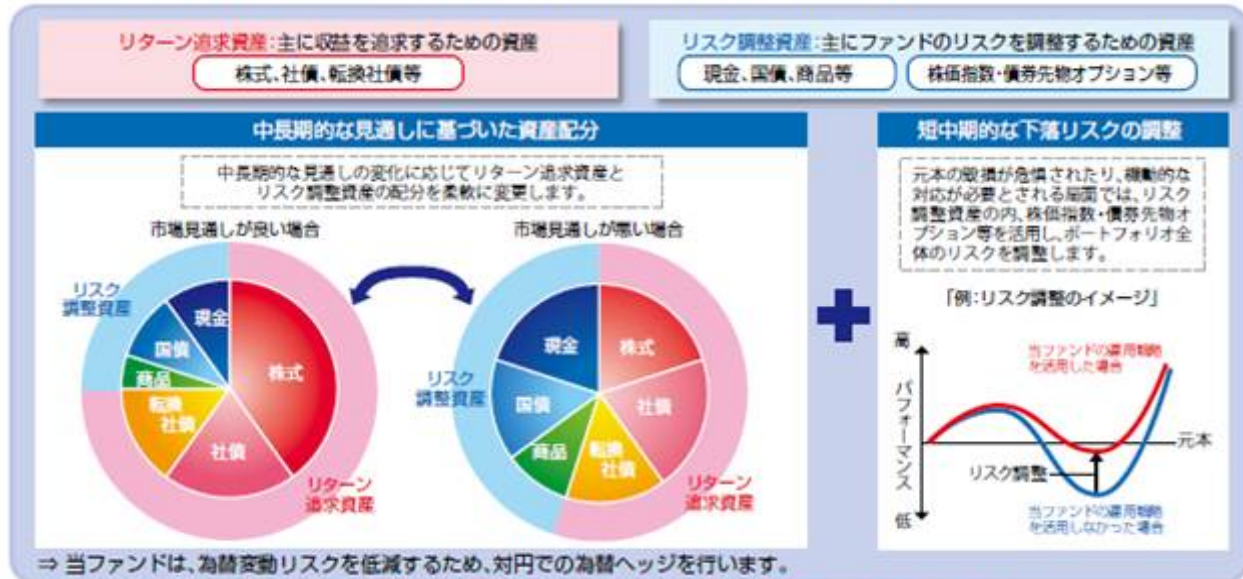 リターン追求資産:主に収益を追求するための資産
株式、社債、転換社債等
リスク調整資産:主にファンドのリスクを調整するための資産
現金、国債、商品等
株価指数・債券先物オプション等
中長期的な見通しに基づいた資産配分
中長期的な見通しの変化に応じてリターン追求資産と
リスク調整資産の配分を柔軟に変更します。
市場見通しが良い場合
リスク
調整資産
現金
国債
商品
転換
社債
社債
株式
リターン
追求資産
市場見通しが悪い場合
リスク
調整資産
現金
国債
商品
転換
社債
社債
株式
リターン
追求資産
短中期的な下落リスクの調整
元本の毀損が危惧されたり、機動的な
対応が必要とされる局面では、リスク
調整資産の内、株価指数・債券先物オ
プション等を活用し、ポートフォリオ全
体のリスクを調整します。
「例:リスク調整のイメージ」
高
パフォーマンス
低
当ファンドの運用戦略
を活用した場合
元本
リスク調整
当ファンドの運用戦略
を活用しなかった場合
⇒ 当ファンドは、為替変動リスクを低減するため、対円での為替ヘッジを行います。